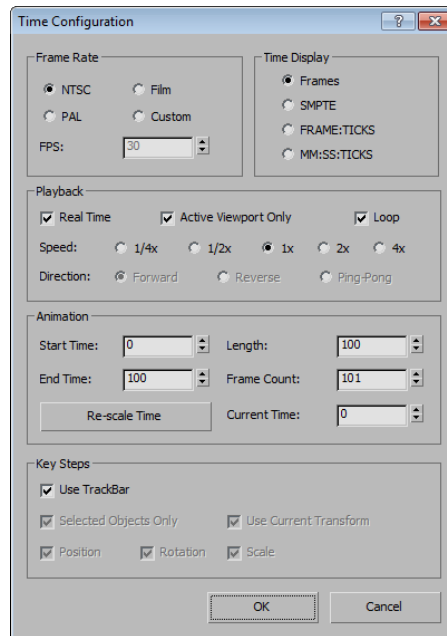 Time Configuration
Frame Rate
NTSC Film
PAL Custom
FPS: 30
Time Display
Frames
SMPTE
FRAME:TICKS
MM:SS:TICKS
Playback
Real Time Active Viewport Only Loop
Speed: 1/4x 1/2x 1x 2x 4x
Direction: Forward Reverse Ping-Pong
Animation
Start Time: 0 Length: 100
End Time: 100 Frame Count: 101
Re-scale Time Current Time: 0
Key Steps
Use TrackBar
Selected Objects Only Use Current Transform
Position Rotation Scale
OK Cancel